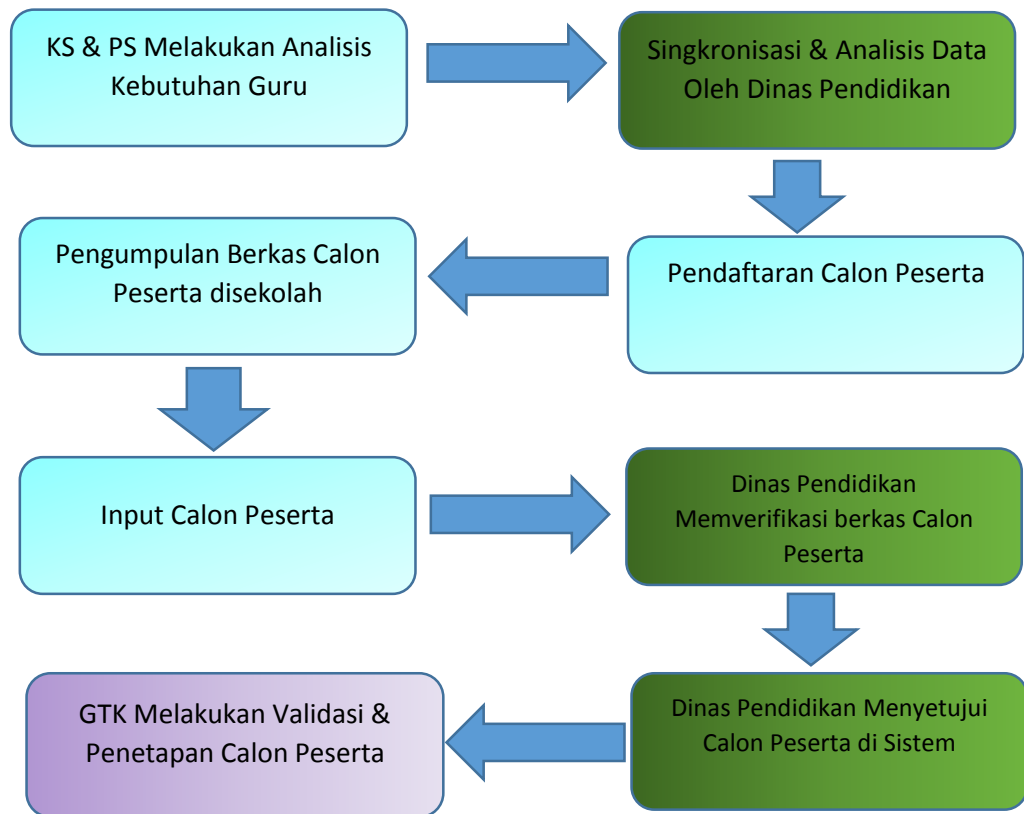 KS & PS Melakukan Analisis
Kebutuhan Guru
Singkronisasi & Analisis Data
Oleh Dinas Pendidikan
Pendaftaran Calon Peserta
Pengumpulan Berkas Calon
Peserta disekolah
Input Calon Peserta
Dinas Pendidikan
Memverifikasi berkas Calon
Peserta
Dinas Pendidikan Menyetujui
Calon Peserta di Sistem
GTK Melakukan Validasi &
Penetapan Calon Peserta